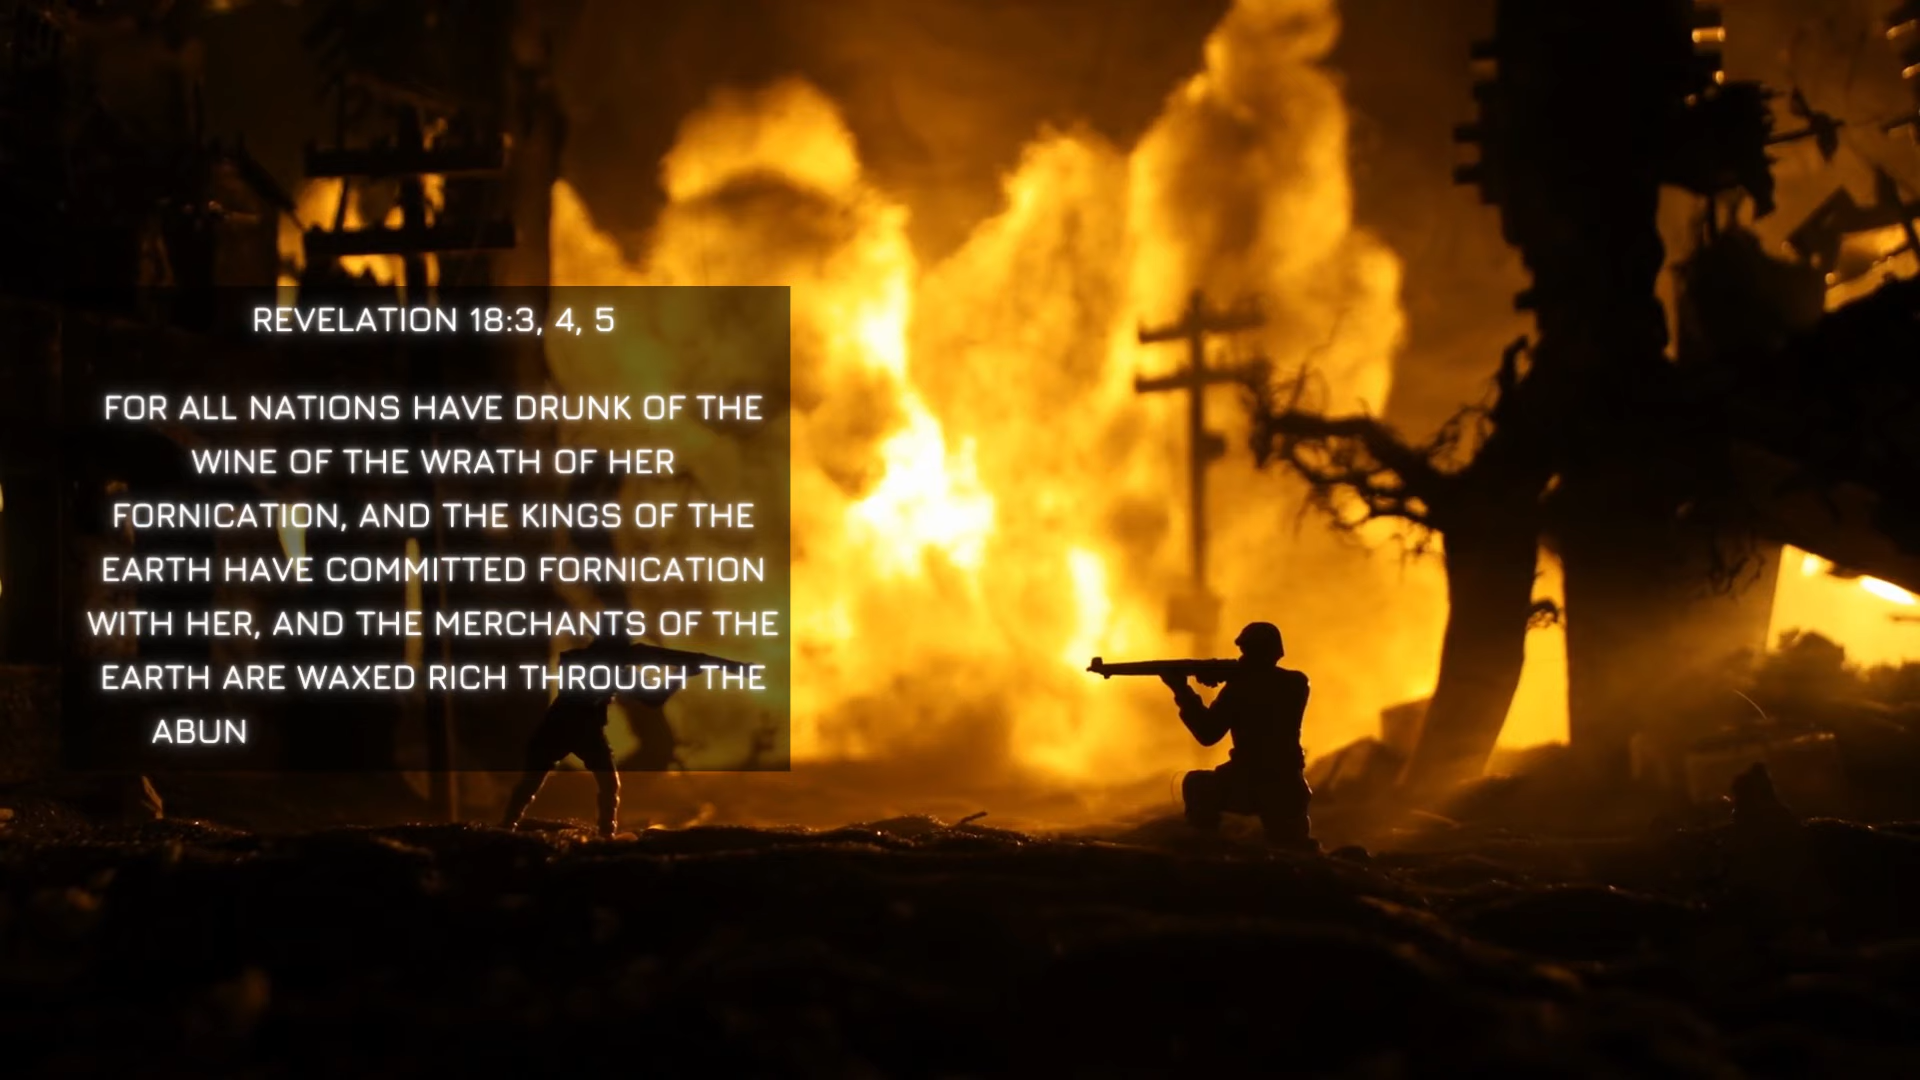 REVELATION 18:3, 4, 5
FOR ALL NATIONS HAVE DRUNK OF THE
WINE OF THE WRATH OF HER
FORNICATION, AND THE KINGS OF THE
EARTH HAVE COMMITTED FORNICATION
WITH HER, AND THE MERCHANTS OF THE
EARTH ARE WAXED RICH THROUGH THE
ABUN